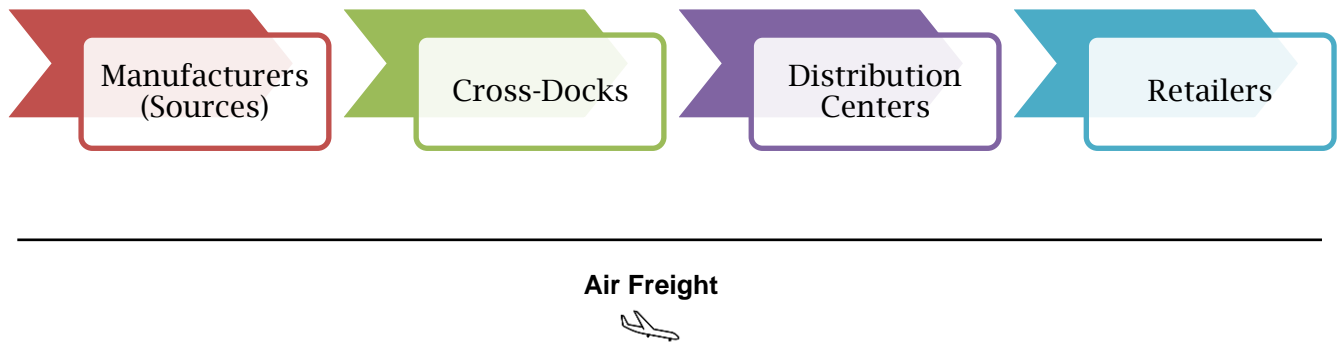 Manufacturers
(Sources)
Cross-Docks
Distribution
Centers
Retailers
Air Freight